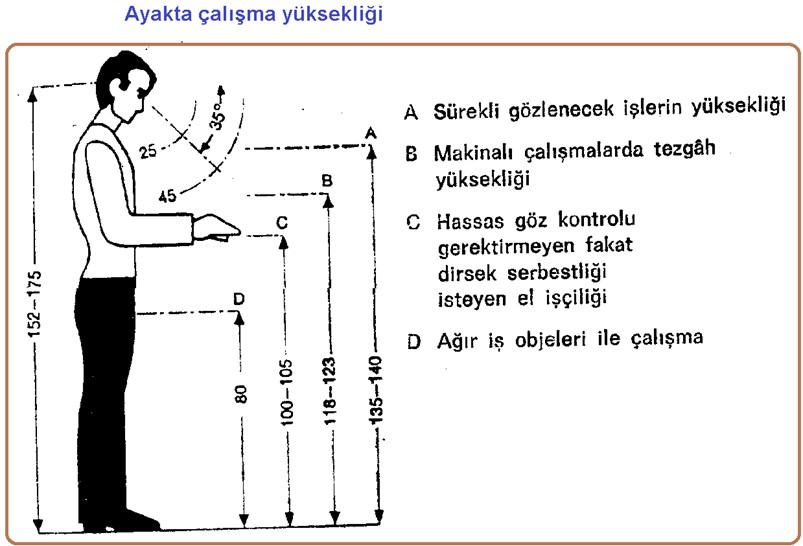 Ayakta çalışma yüksekliği
A Sürekli gözlenecek işlerin yüksekliği
B Makinalı çalışmalarda tezgâh
yüksekliği
C Hassas göz kontrolu
gerektirmeyen fakat
dirsek serbestliği
isteyen el işçiliği
D Ağır iş objeleri ile çalışma
35°
25
45
A
B
C
D
152–175
80
100–105
118–123
135–140